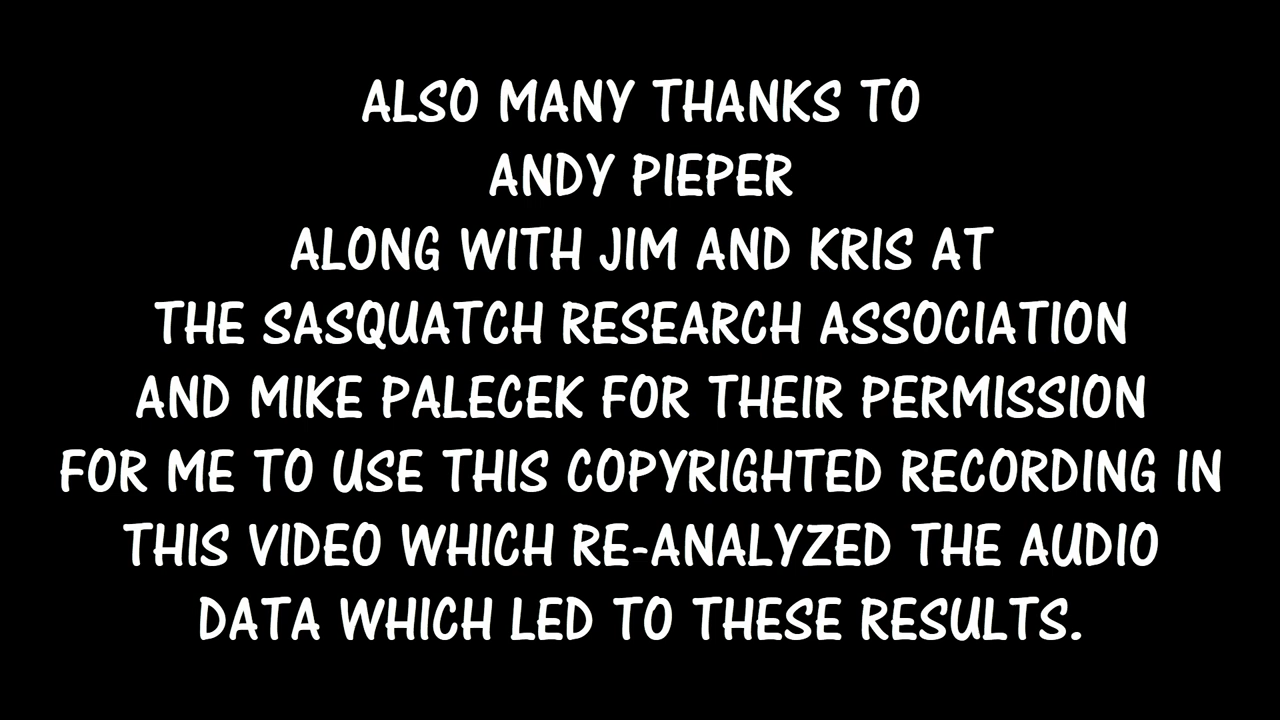 ALSO MANY THANKS TO
ANDY PIEPER
ALONG WITH JIM AND KRIS AT
THE SASQUATCH RESEARCH ASSOCIATION
AND MIKE PALECEK FOR THEIR PERMISSION
FOR ME TO USE THIS COPYRIGHTED RECORDING IN
THIS VIDEO WHICH RE-ANALYZED THE AUDIO
DATA WHICH LED TO THESE RESULTS.